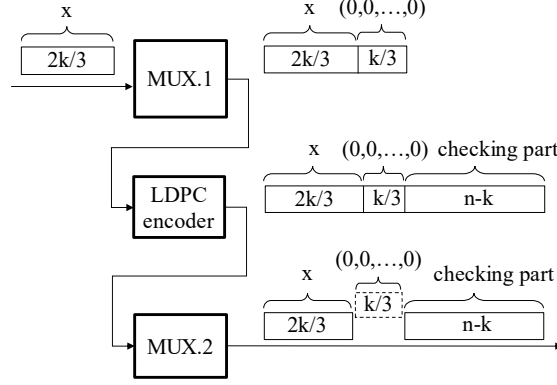 x
2k/3
MUX.1
x (0,0,…,0)
2k/3 k/3
LDPC
encoder
x (0,0,…,0) checking part
2k/3 k/3 n-k
MUX.2
(0,0,…,0)
x checking part
k/3
2k/3 n-k